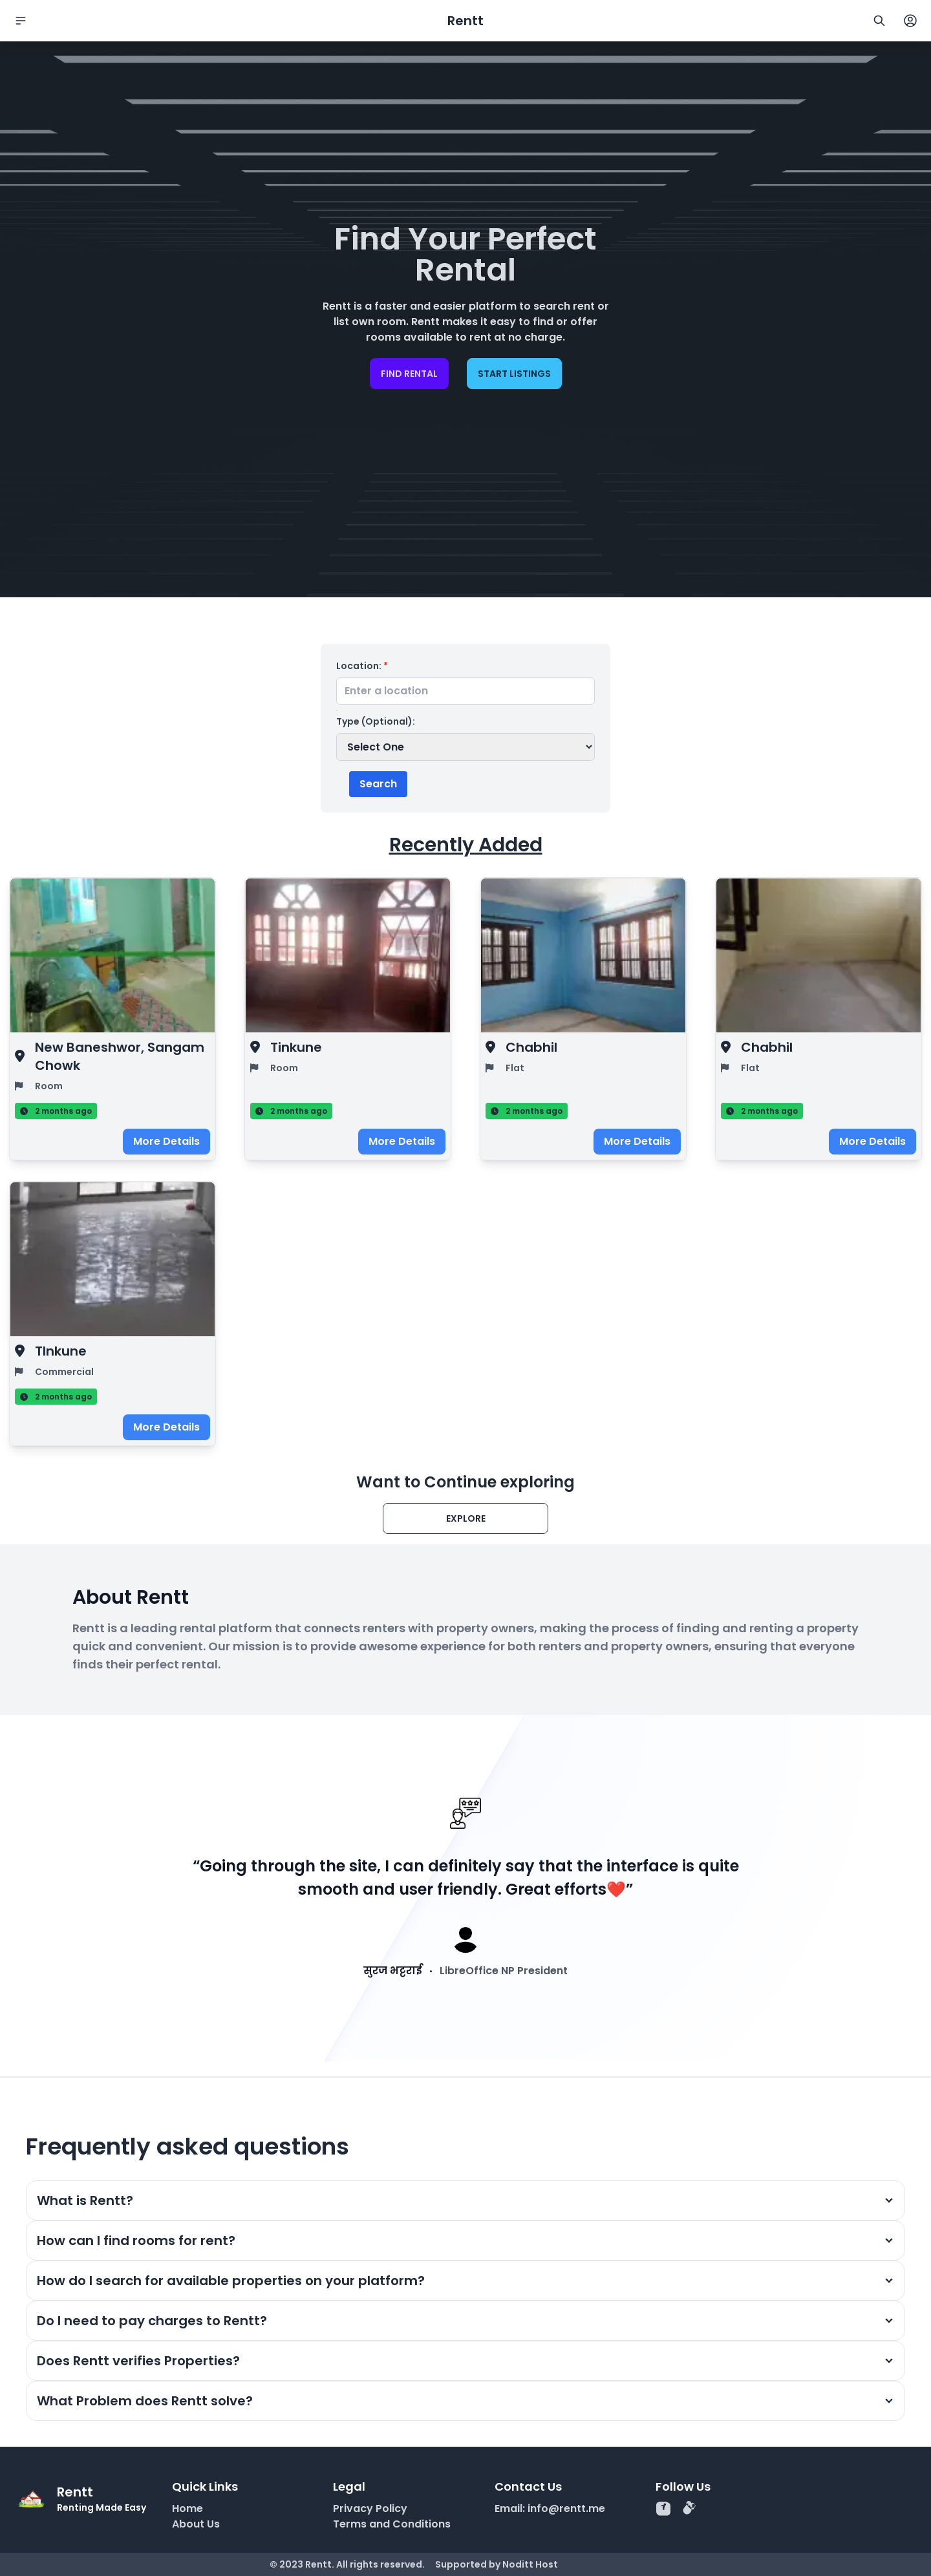 Rentt
Find Your Perfect
Rental
Rentt is a faster and easier platform to search rent or
list own room. Rentt makes it easy to find or offer
rooms available to rent at no charge.
FIND RENTAL
START LISTINGS
Location: *
Enter a location
Type (Optional):
Select One
Search
Recently Added
New Baneshwor, Sangam
Chowk
Room
2 months ago
More Details
Tinkune
Room
2 months ago
More Details
Chabhil
Flat
2 months ago
More Details
Chabhil
Flat
2 months ago
More Details
TInkune
Commercial
2 months ago
More Details
Want to Continue exploring
EXPLORE
About Rentt
Rentt is a leading rental platform that connects renters with property owners, making the process of finding and renting a property
quick and convenient. Our mission is to provide awesome experience for both renters and property owners, ensuring that everyone
finds their perfect rental.
“Going through the site, I can definitely say that the interface is quite
smooth and user friendly. Great efforts❤️”
सुरज भट्टराई · LibreOffice NP President
Frequently asked questions
What is Rentt?
How can I find rooms for rent?
How do I search for available properties on your platform?
Do I need to pay charges to Rentt?
Does Rentt verifies Properties?
What Problem does Rentt solve?
Rentt
Renting Made Easy
Quick Links
Home
About Us
Legal
Privacy Policy
Terms and Conditions
Contact Us
Email: info@rentt.me
Follow Us
© 2023 Rentt. All rights reserved.
Supported by Noditt Host